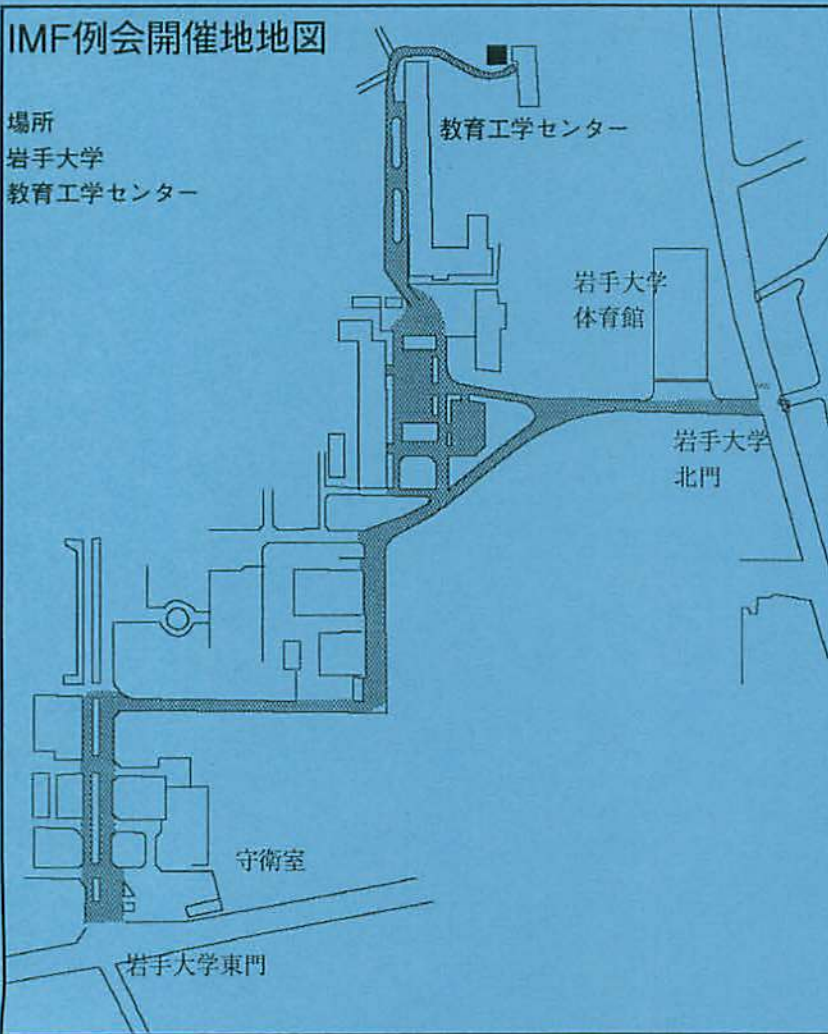 IMF例会開催地地図
場所
岩手大学
教育工学センター
教育工学センター
岩手大学
体育館
岩手大学
北門
守衛室
岩手大学東門